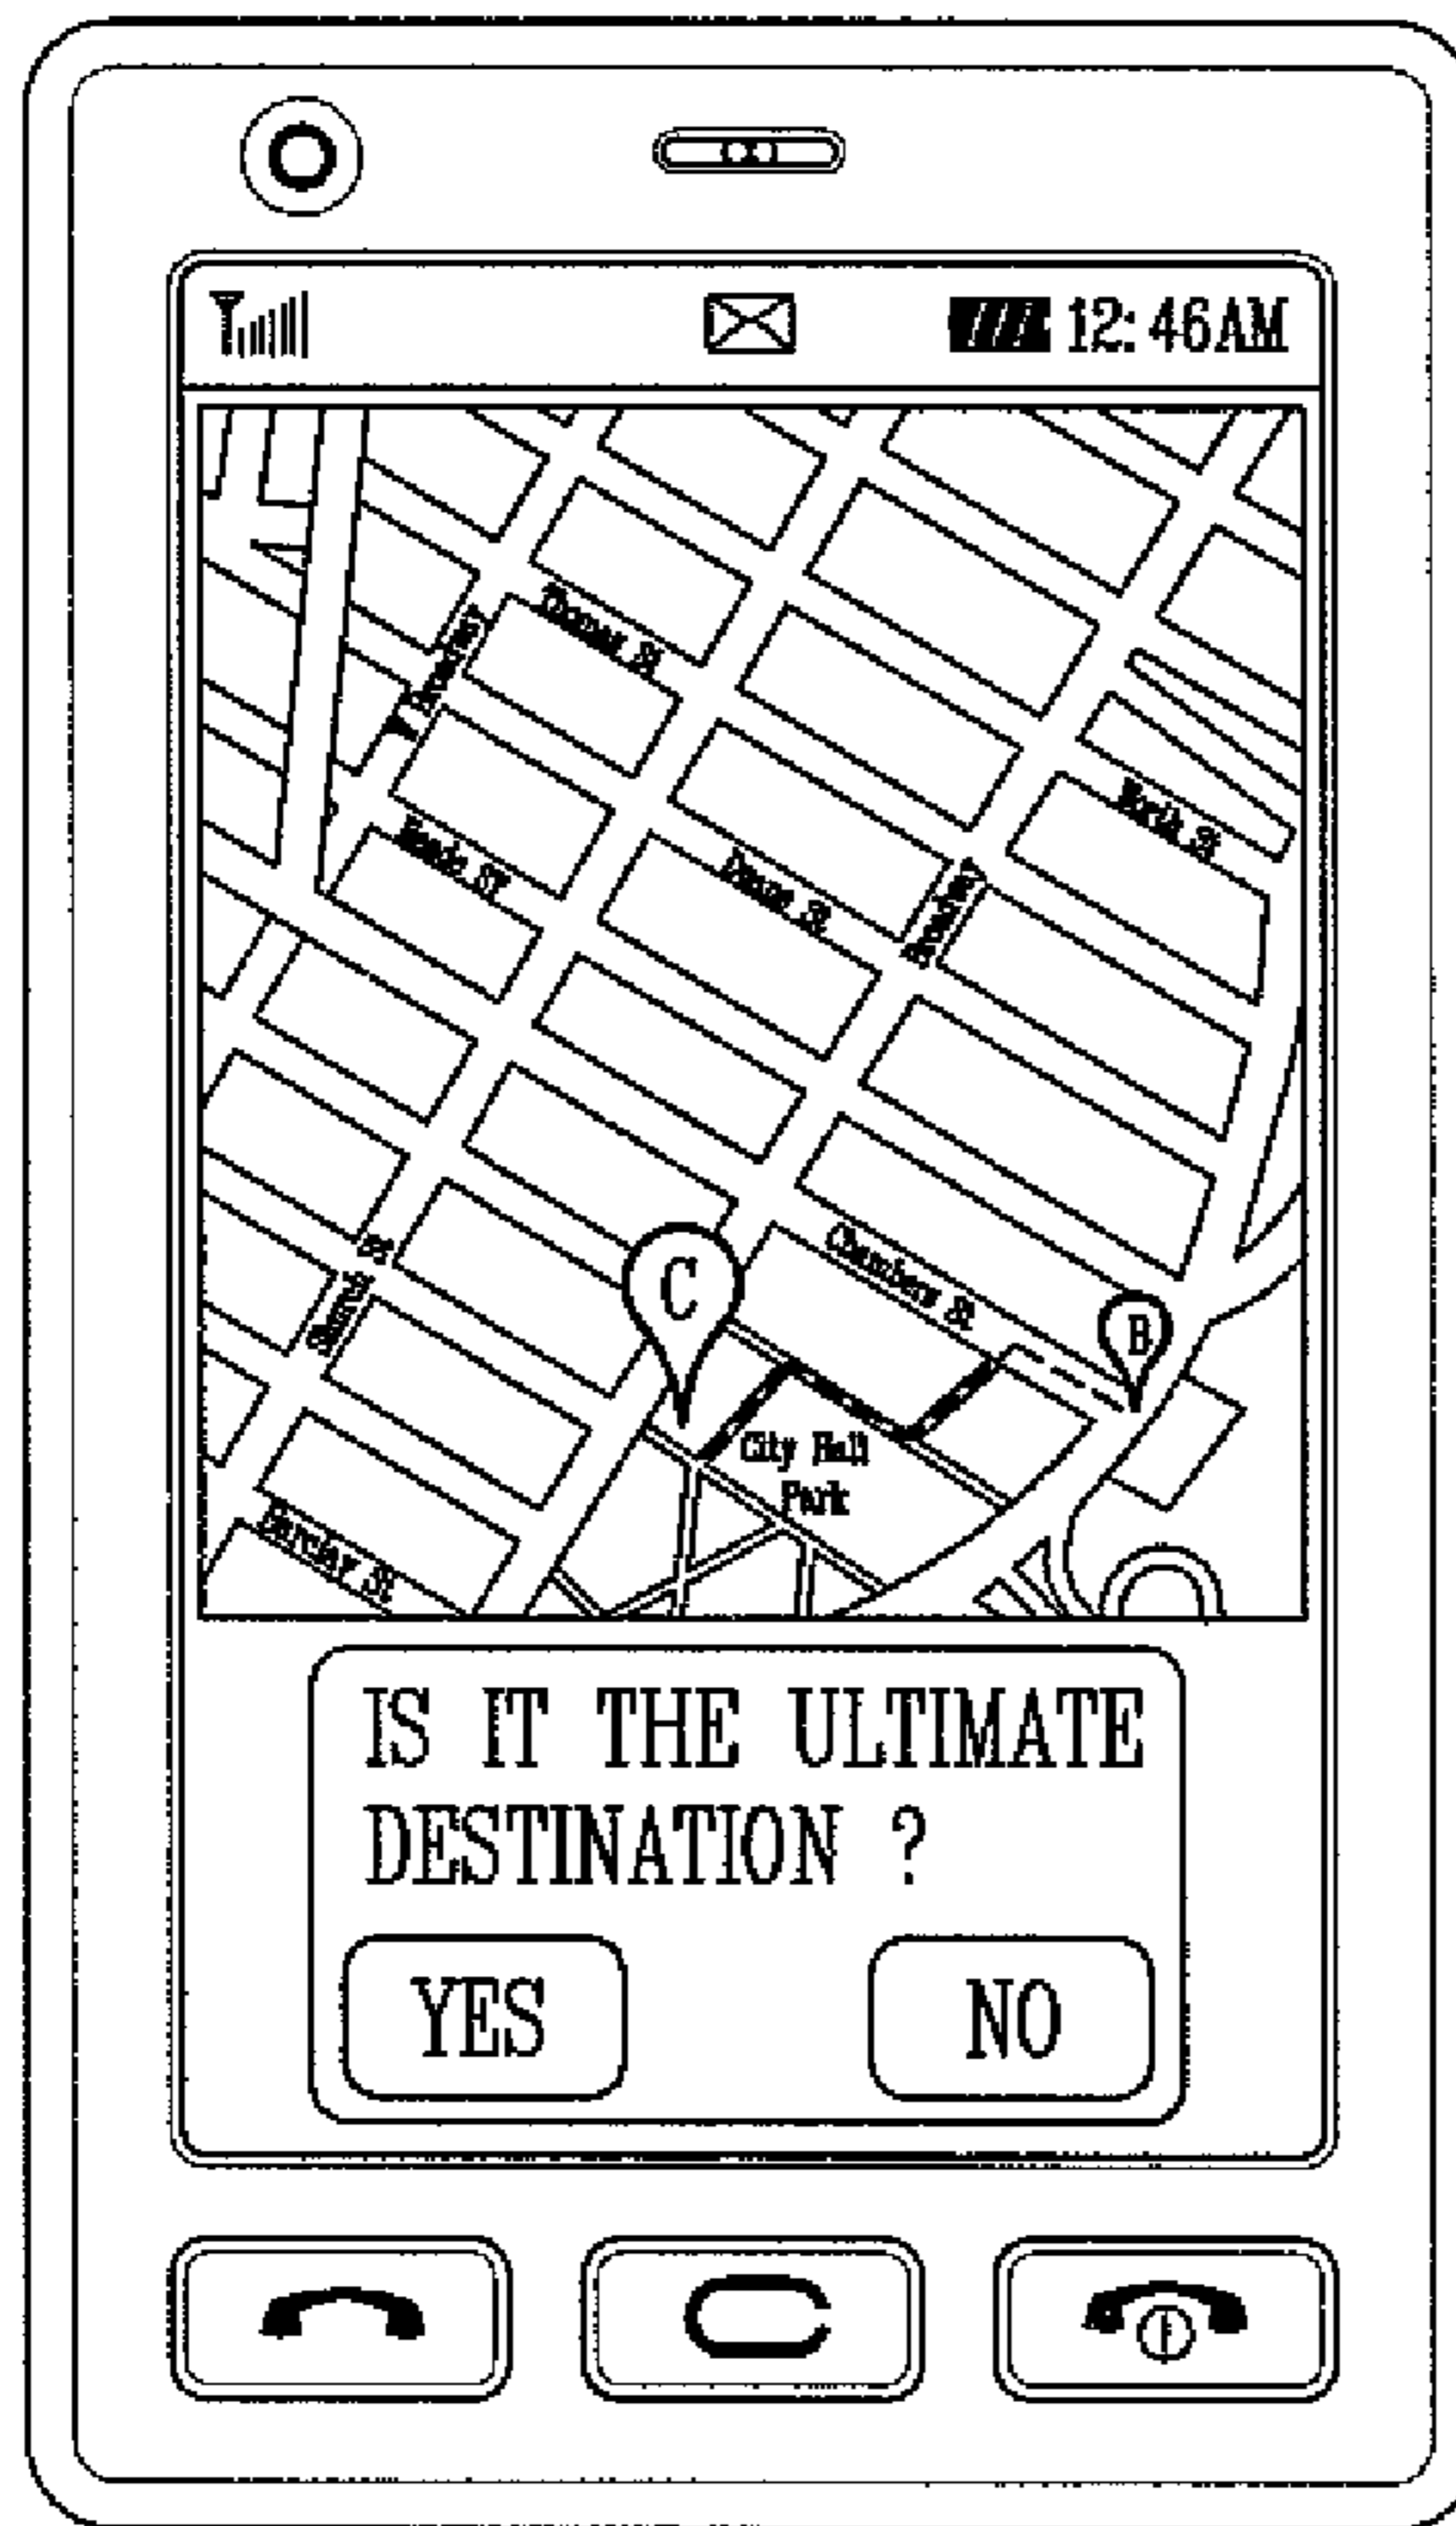 12:46AM
Thomas St
W Broadway
Worth St
Reade ST
Duane St
Broadway
Chambers St
Church St
C
B
City Hall
Park
Barclay St
IS IT THE ULTIMATE
DESTINATION ?
YES
NO